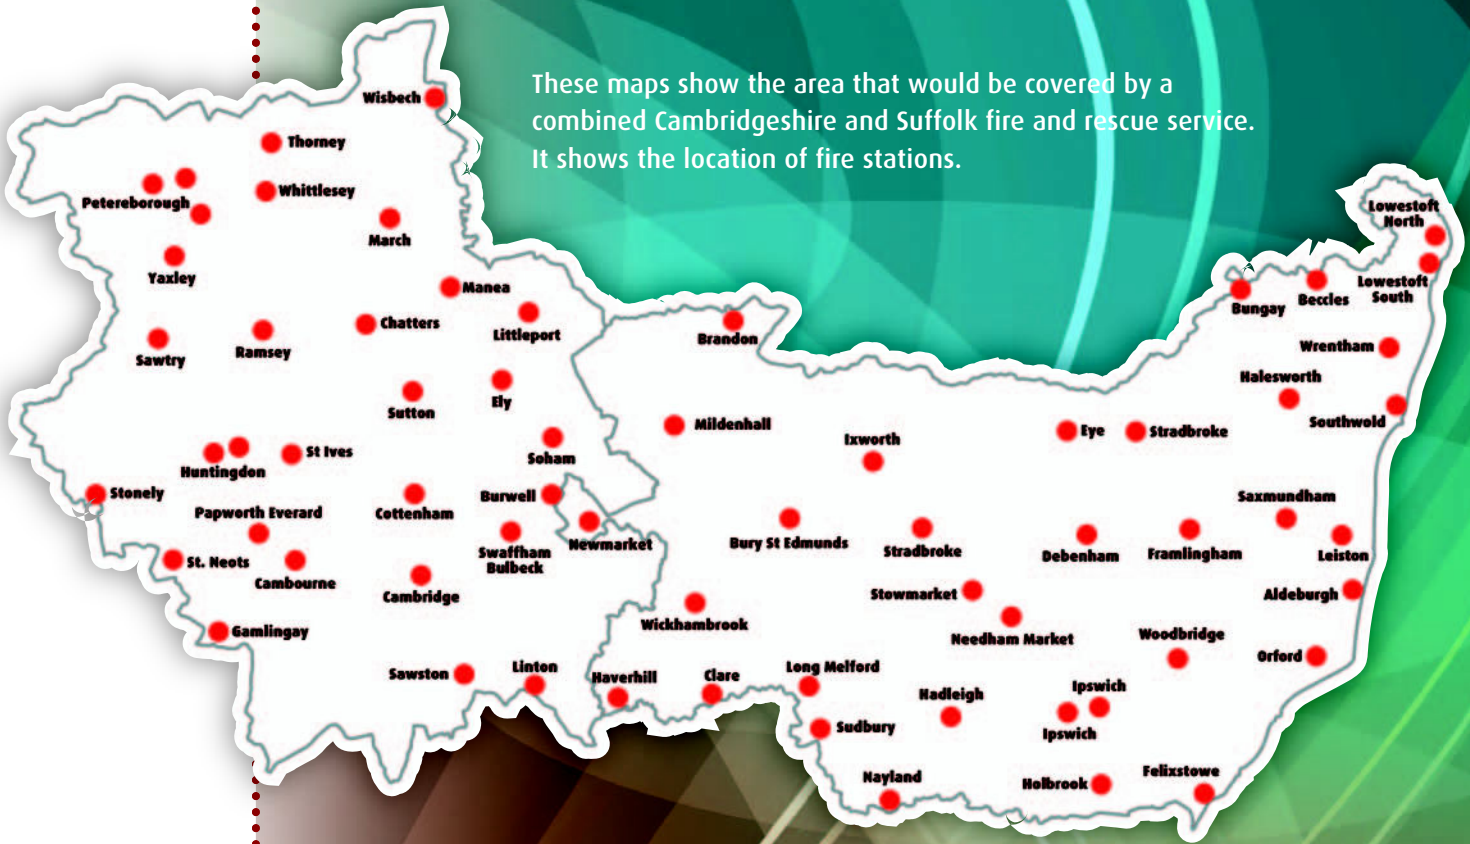 These maps show the area that would be covered by a
combined Cambridgeshire and Suffolk fire and rescue service.
It shows the location of fire stations.
Wisbech
Thorney
Whittlesey
Petereborough
March
Yaxley
Manea
Chatters
Littleport
Ramsey
Sawtry
Ely
Sutton
St Ives
Soham
Huntingdon
Stonely
Burwell
Papworth Everard
Cottenham
Newmarket
Swaffham
Bulbeck
St. Neots
Cambourne
Cambridge
Gamlingay
Sawston
Linton
Lowestoft
North
Lowestoft
South
Beccles
Bungay
Brandon
Wrentham
Halesworth
Southwold
Mildenhall
Ixworth
Eye
Stradbroke
Saxmundham
Bury St Edmunds
Stradbroke
Debenham
Framlingham
Leiston
Stowmarket
Aldeburgh
Wickhambrook
Needham Market
Woodbridge
Orford
Haverhill
Clare
Long Melford
Hadleigh
Ipswich
Sudbury
Ipswich
Nayland
Holbrook
Felixstowe